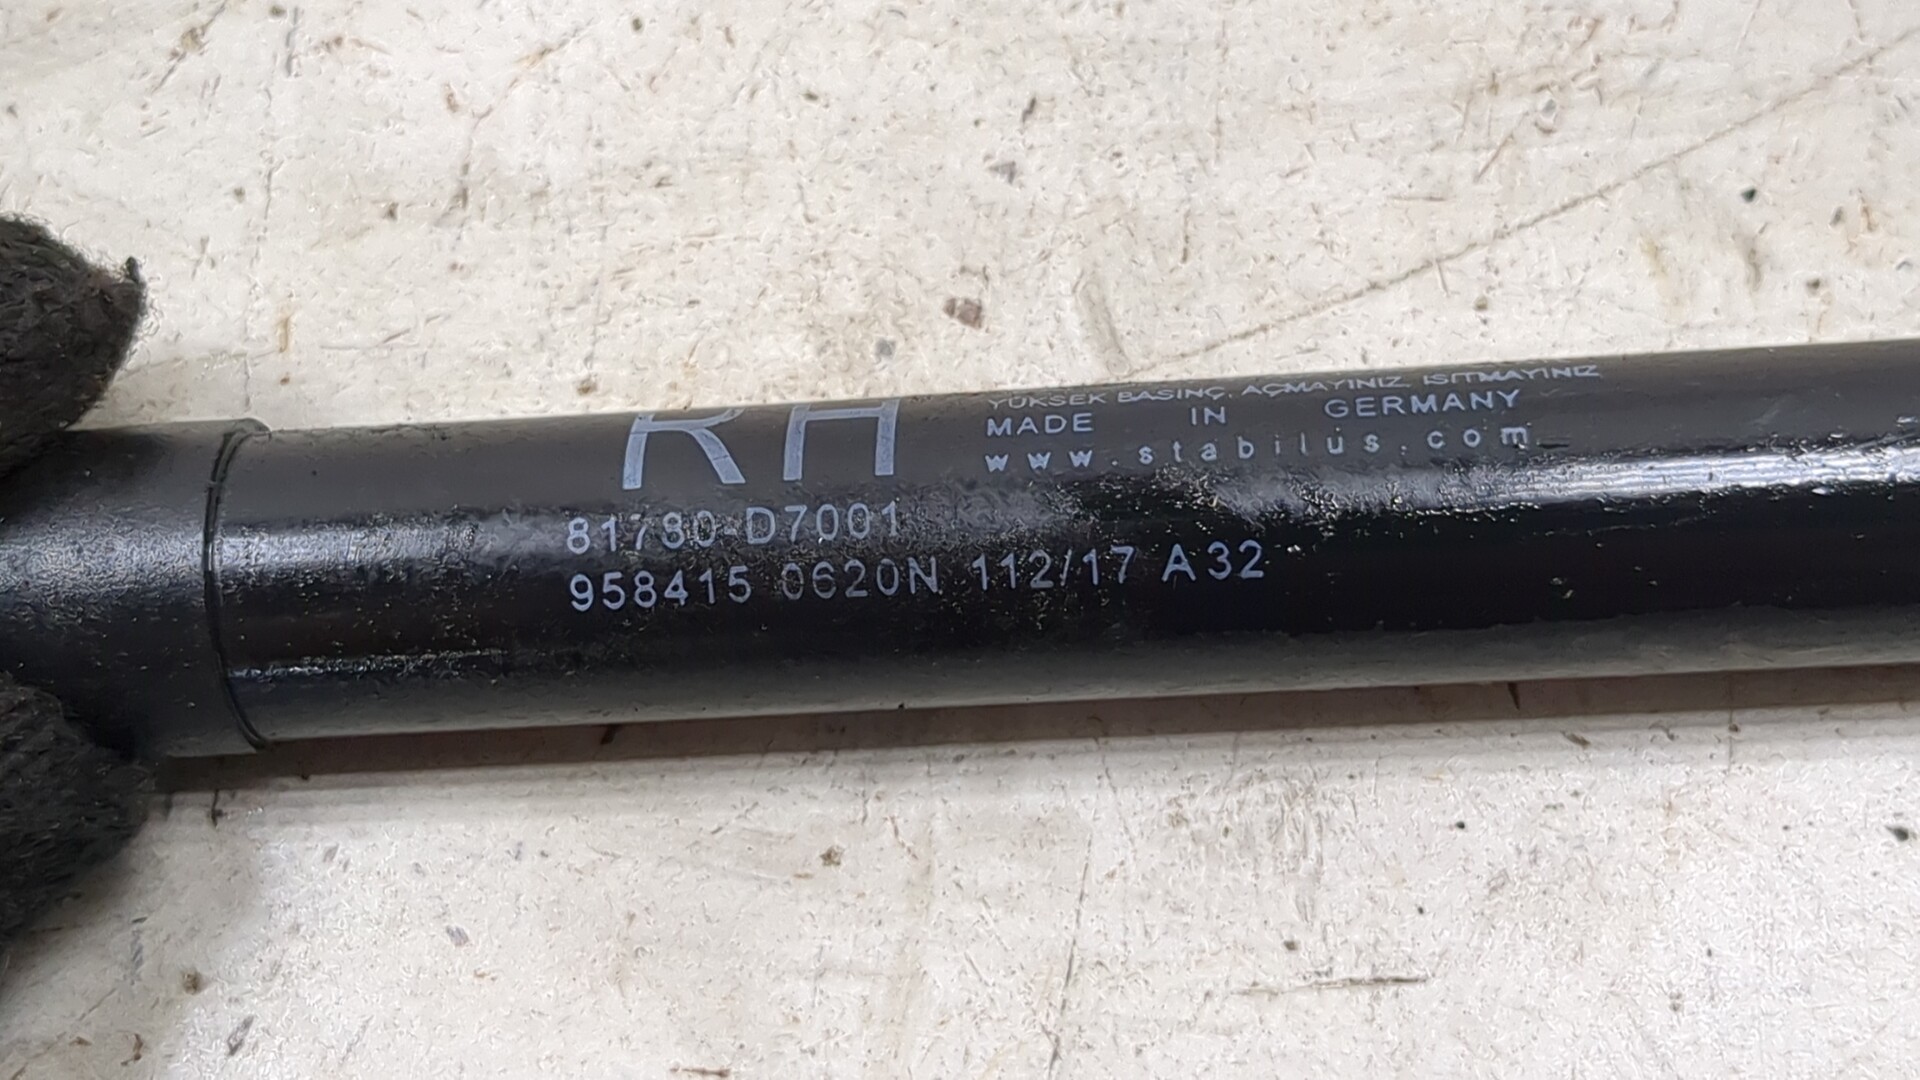 RH
YÜKSEK BASINÇ. AÇMAYINIZ. ISITMAYINIZ
MADE IN GERMANY
www.stabilus.com
81780-D7001
958415 0620N 112/17 A32